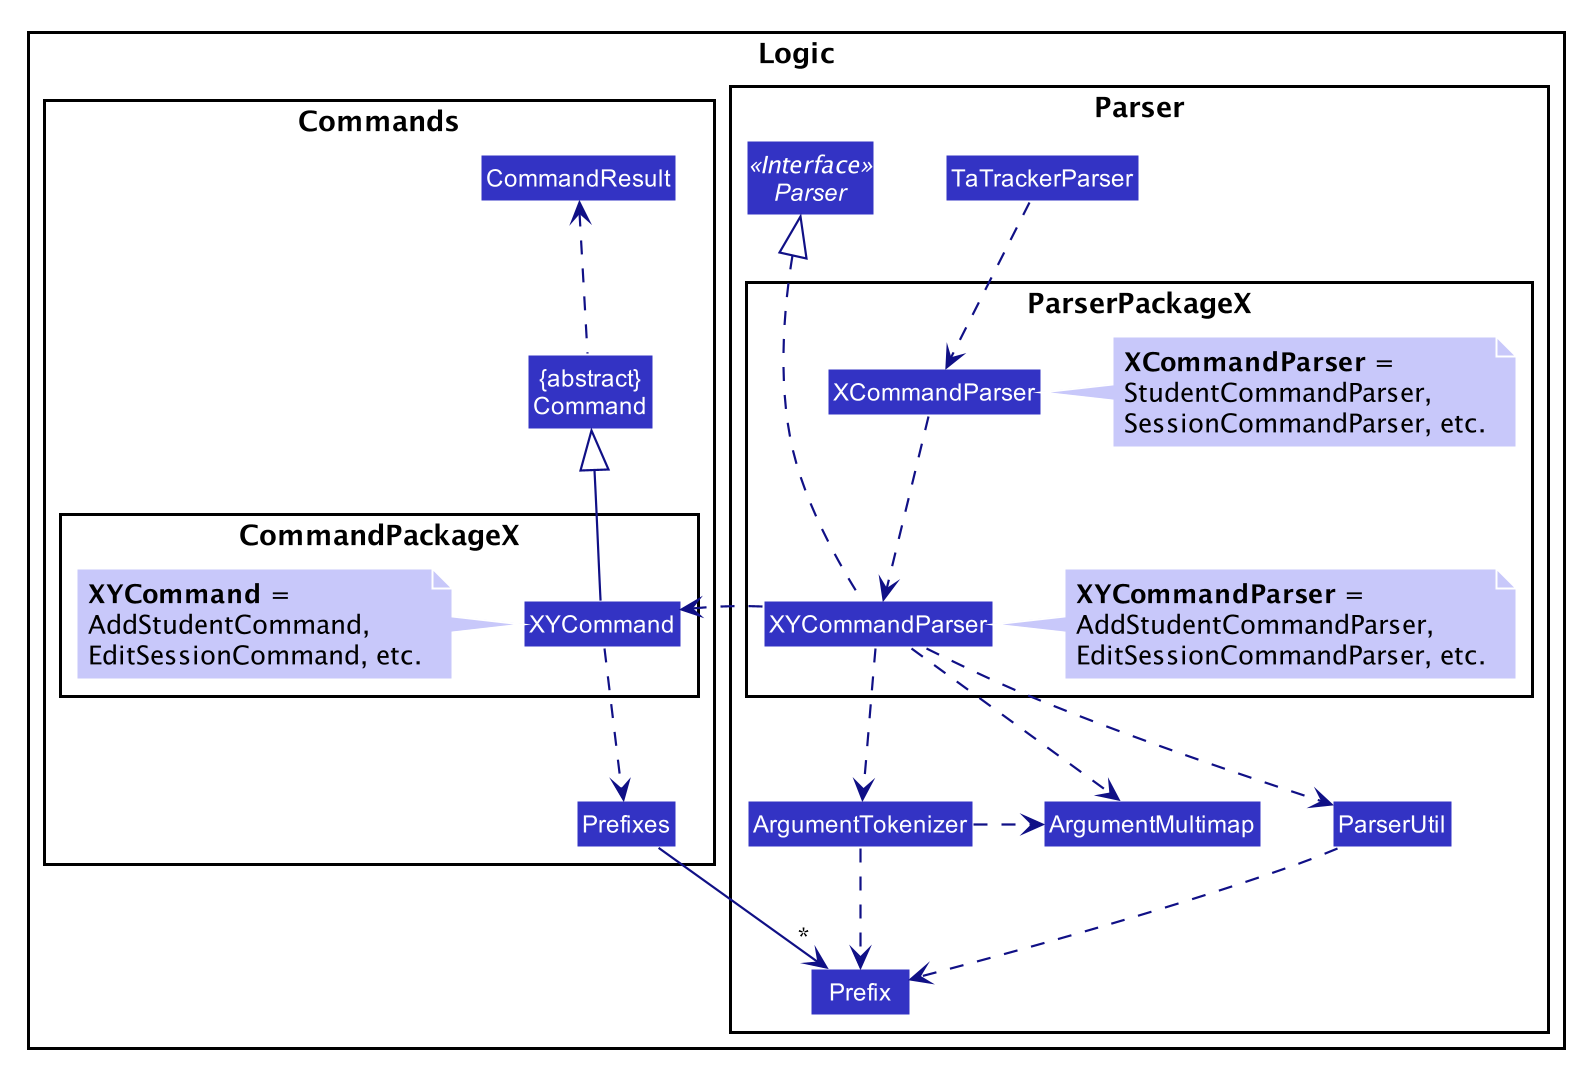 Logic
Commands
CommandResult
{abstract}
Command
CommandPackageX
XYCommand =
AddStudentCommand,
EditSessionCommand, etc.
XYCommand
Prefixes
Parser
«Interface»
Parser
TaTrackerParser
ParserPackageX
XCommandParser
XCommandParser =
StudentCommandParser,
SessionCommandParser, etc.
XYCommandParser
XYCommandParser =
AddStudentCommandParser,
EditSessionCommandParser, etc.
ArgumentTokenizer
ArgumentMultimap
ParserUtil
*
Prefix